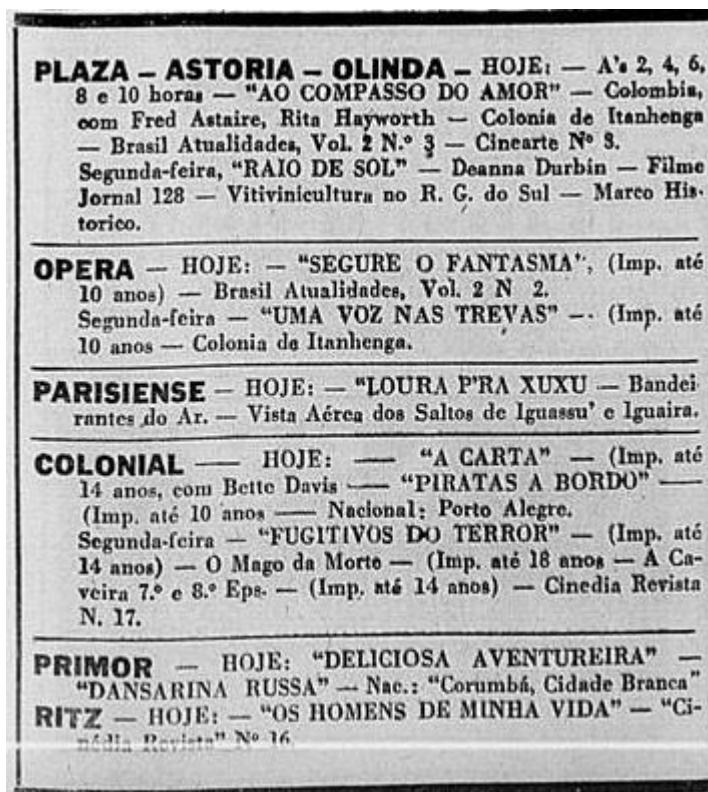 PLAZA – ASTORIA – OLINDA – HOJE: — A's 2, 4, 6,
8 e 10 horas — "AO COMPASSO DO AMOR" — Colombia,
com Fred Astaire, Rita Hayworth — Colonia de Itanhenga
— Brasil Atualidades, Vol. 2 N.º 3 — Cinearte Nº 8.
Segunda-feira, "RAIO DE SOL" — Deanna Durbin — Filme
Jornal 128 — Vitivinicultura no R. G. do Sul — Marco His-
torico.
OPERA — HOJE: — "SEGURE O FANTASMA", (Imp. até
10 anos) — Brasil Atualidades, Vol. 2 N 2.
Segunda-feira — "UMA VOZ NAS TREVAS" — (Imp. até
10 anos — Colonia de Itanhenga.
PARISIENSE — HOJE: — "LOURA P'RA XUXU — Bandei-
rantes do Ar. — Vista Aérea dos Saltos de Iguassu' e Iguaira.
COLONIAL — HOJE: — "A CARTA" — (Imp. até
14 anos, com Bette Davis — "PIRATAS A BORDO" —
(Imp. até 10 anos — Nacional: Porto Alegre.
Segunda-feira — "FUGITIVOS DO TERROR" — (Imp. até
14 anos) — O Mago da Morte — (Imp. até 18 anos — A Ca-
veira 7.º e 8.º Eps. — (Imp. até 14 anos) — Cinedia Revista
N. 17.
PRIMOR — HOJE: "DELICIOSA AVENTUREIRA" —
"DANSARINA RUSSA" — Nac.: "Corumbá, Cidade Branca"
RITZ — HOJE: — "OS HOMENS DE MINHA VIDA" — "Ci-
nédia Revista" Nº 16.